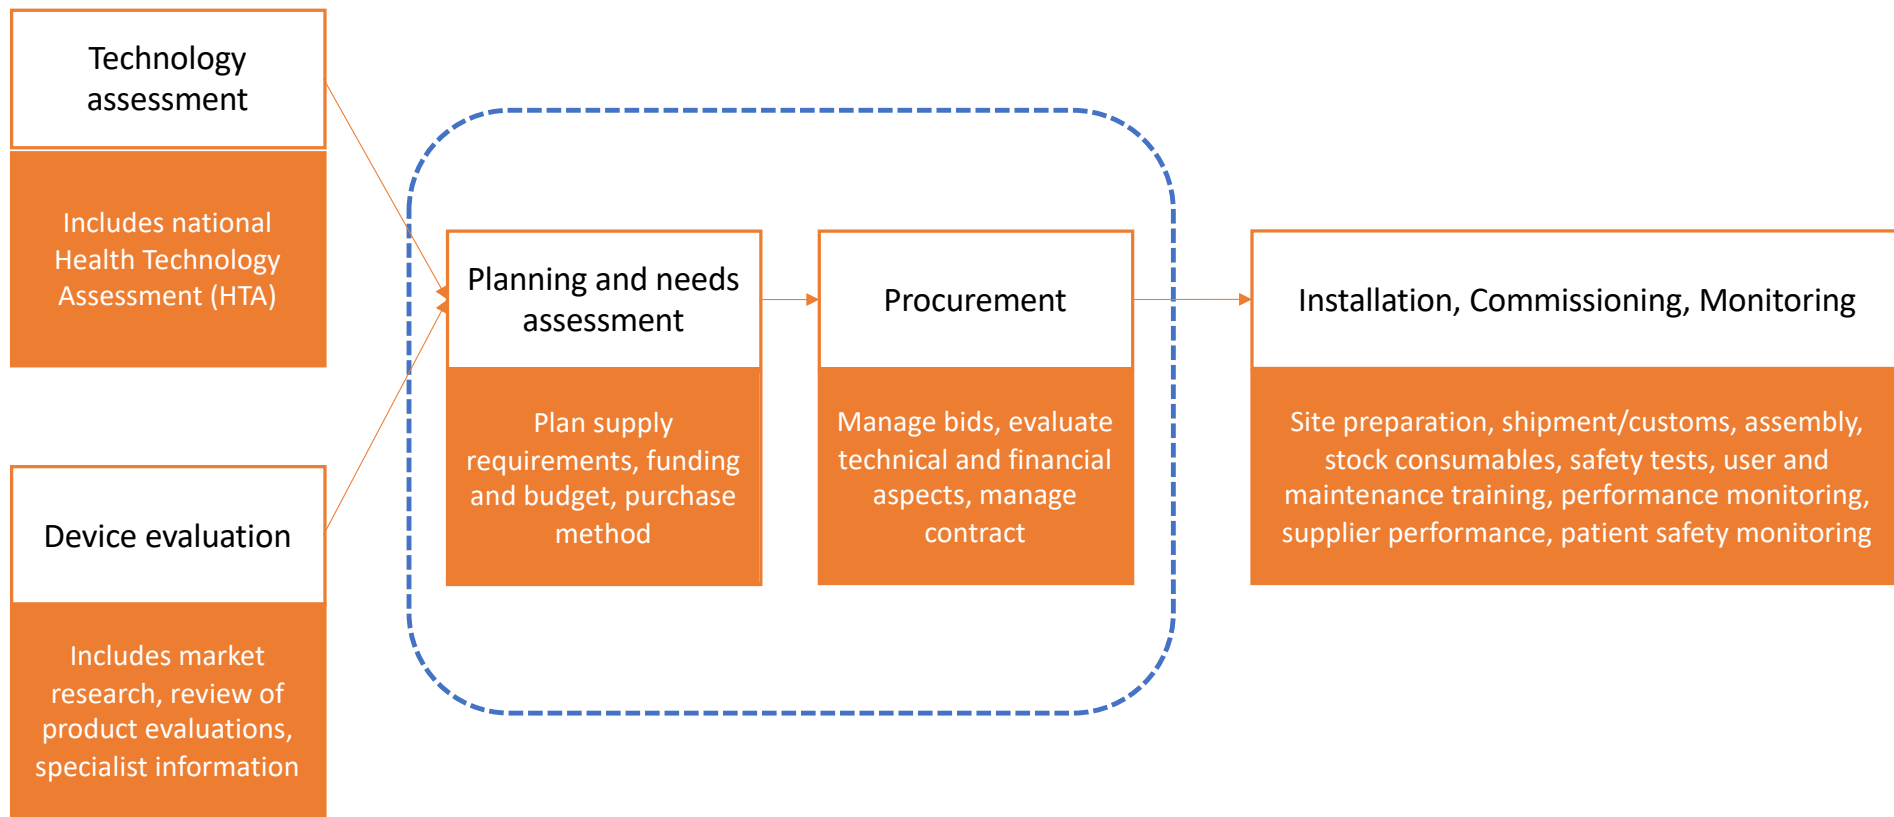 Technology
assessment
Includes national
Health Technology
Assessment (HTA)
Device evaluation
Includes market
research, review of
product evaluations,
specialist information
Planning and needs
assessment
Plan supply
requirements, funding
and budget, purchase
method
Procurement
Manage bids, evaluate
technical and financial
aspects, manage
contract
Installation, Commissioning, Monitoring
Site preparation, shipment/customs, assembly,
stock consumables, safety tests, user and
maintenance training, performance monitoring,
supplier performance, patient safety monitoring